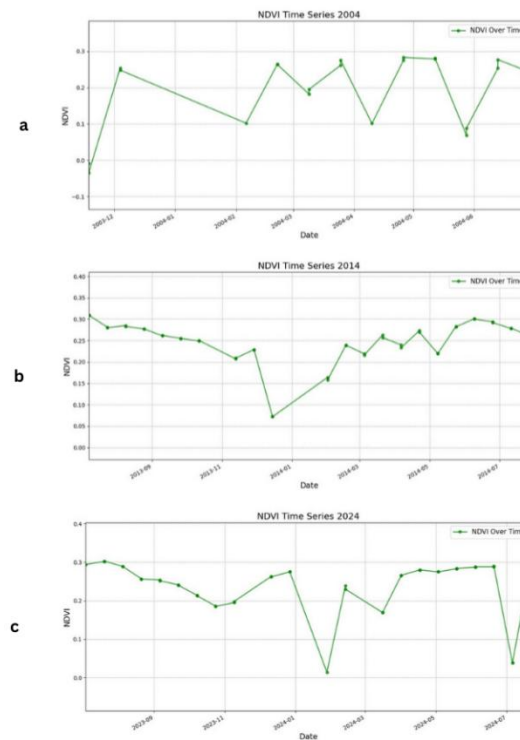 NDVI Time Series 2004
NDVI Over Time
a
NDVI
0.3
0.2
0.1
0.0
−0.1
2003-12
2004-01
2004-02
2004-03
2004-04
2004-05
2004-06
Date
NDVI Time Series 2014
NDVI Over Time
b
NDVI
0.40
0.35
0.30
0.25
0.20
0.15
0.10
0.05
0.00
2013-09
2013-11
2014-01
2014-03
2014-05
2014-07
Date
NDVI Time Series 2024
NDVI Over Time
c
NDVI
0.4
0.3
0.2
0.1
0.0
2023-09
2023-11
2024-01
2024-03
2024-05
2024-07
Date